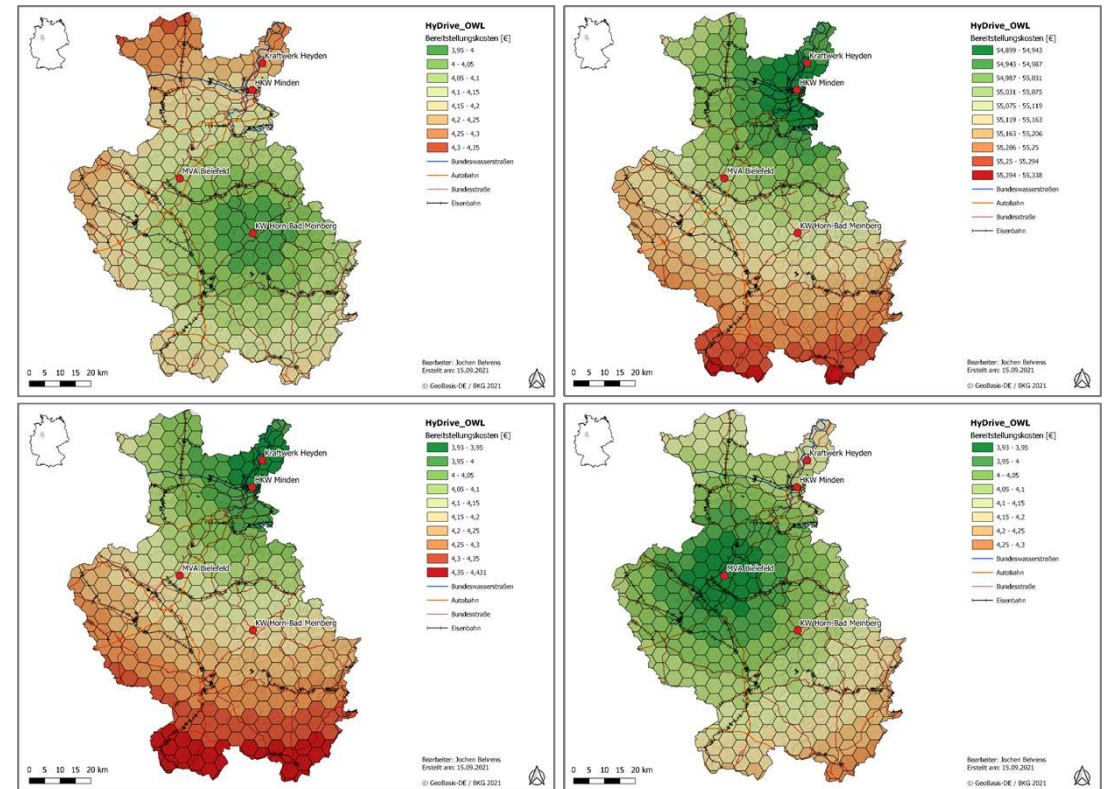 HyDrive_OWL
Bereitstellungskosten [€]
3,95 - 4
4 - 4,05
4,05 - 4,1
4,1 - 4,15
4,15 - 4,2
4,2 - 4,25
4,25 - 4,3
4,3 - 4,35
Bundeswasserstraßen
Autobahn
Bundesstraße
Eisenbahn
Kraftwerk Heyden
HKW Minden
MVA Bielefeld
KW Horn-Bad Meinberg
0 5 10 15 20 km
Bearbeiter: Jochen Behrens
Erstellt am: 15.09.2021
© GeoBasis-DE / BKG 2021
HyDrive_OWL
Bereitstellungskosten [€]
54,899 - 54,943
54,943 - 54,987
54,987 - 55,031
55,031 - 55,075
55,075 - 55,119
55,119 - 55,163
55,163 - 55,206
55,206 - 55,25
55,25 - 55,294
55,294 - 55,338
Bundeswasserstraßen
Autobahn
Bundesstraße
Eisenbahn
Kraftwerk Heyden
HKW Minden
MVA Bielefeld
KW Horn-Bad Meinberg
0 5 10 15 20 km
Bearbeiter: Jochen Behrens
Erstellt am: 15.09.2021
© GeoBasis-DE / BKG 2021
HyDrive_OWL
Bereitstellungskosten [€]
3,93 - 3,95
3,95 - 4
4 - 4,05
4,05 - 4,1
4,1 - 4,15
4,15 - 4,2
4,2 - 4,25
4,25 - 4,3
4,3 - 4,35
4,35 - 4,431
Bundeswasserstraßen
Autobahn
Bundesstraße
Eisenbahn
Kraftwerk Heyden
HKW Minden
MVA Bielefeld
KW Horn-Bad Meinberg
0 5 10 15 20 km
Bearbeiter: Jochen Behrens
Erstellt am: 15.09.2021
© GeoBasis-DE / BKG 2021
HyDrive_OWL
Bereitstellungskosten [€]
3,93 - 3,95
3,95 - 4
4 - 4,05
4,05 - 4,1
4,1 - 4,15
4,15 - 4,2
4,2 - 4,25
4,25 - 4,3
Bundeswasserstraßen
Autobahn
Bundesstraße
Eisenbahn
Kraftwerk Heyden
HKW Minden
MVA Bielefeld
KW Horn-Bad Meinberg
0 5 10 15 20 km
Bearbeiter: Jochen Behrens
Erstellt am: 15.09.2021
© GeoBasis-DE / BKG 2021